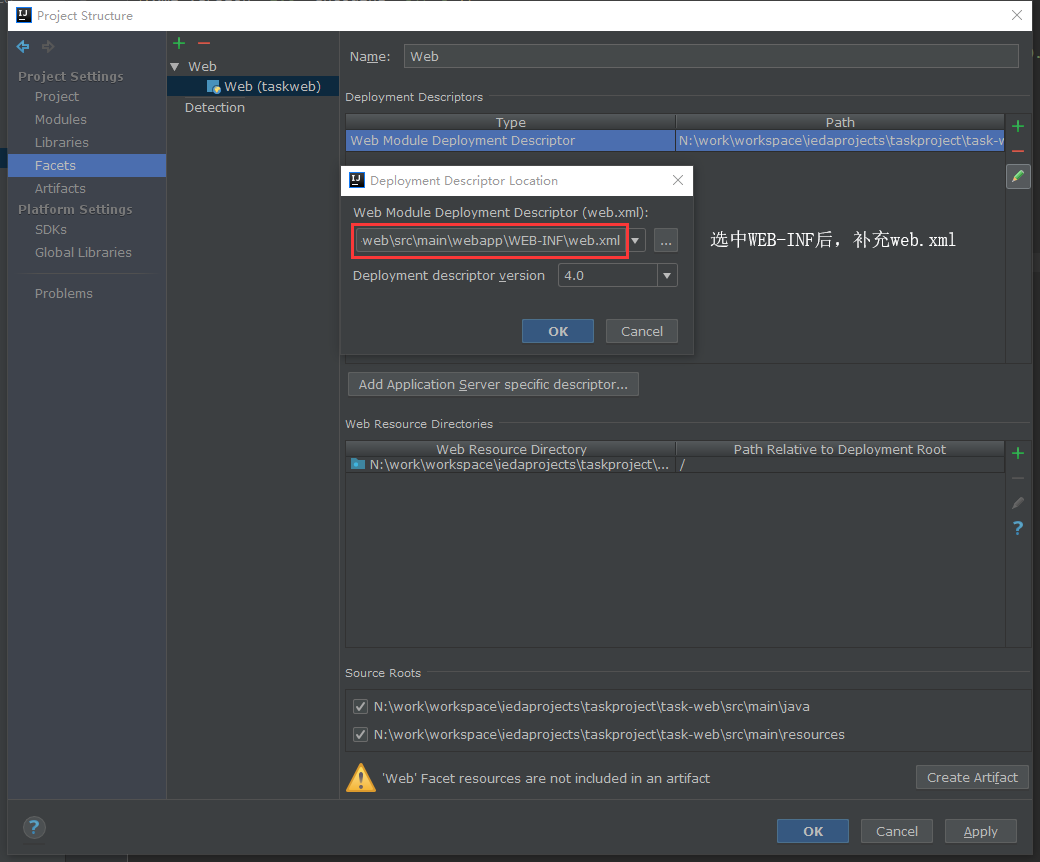 Project Structure
Project Settings
Project
Modules
Libraries
Facets
Artifacts
Platform Settings
SDKs
Global Libraries
Problems
Web
Web (taskweb)
Detection
Name: Web
Deployment Descriptors
Type Path
Web Module Deployment Descriptor N:\work\workspace\iedaprojects\taskproject\task-w
Deployment Descriptor Location
Web Module Deployment Descriptor (web.xml):
web\src\main\webapp\WEB-INF\web.xml ...
Deployment descriptor version 4.0
OK Cancel
选中WEB-INF后，补充web.xml
Add Application Server specific descriptor...
Web Resource Directories
Web Resource Directory Path Relative to Deployment Root
N:\work\workspace\iedaprojects\taskproject\... /
Source Roots
N:\work\workspace\iedaprojects\taskproject\task-web\src\main\java
N:\work\workspace\iedaprojects\taskproject\task-web\src\main\resources
'Web' Facet resources are not included in an artifact Create Artifact
OK Cancel Apply